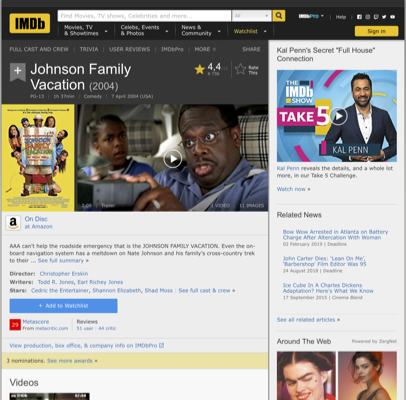 IMDb
Find Movies, TV shows, Celebrities and more...
All
IMDbPro
Help
Movies, TV
& Showtimes
Celebs, Events
& Photos
News &
Community
Watchlist
Sign in
FULL CAST AND CREW | TRIVIA | USER REVIEWS | IMDbPro | MORE
SHARE
Johnson Family
Vacation (2004)
4,4
Rate
This
PG-13 | 1h 37min | Comedy | 7 April 2004 (USA)
Trailer
1 VIDEO
11 IMAGES
On Disc
at Amazon
AAA can't help the roadside emergency that is the JOHNSON FAMILY VACATION. Even the on-
board navigation system has a meltdown on Nate Johnson and his family's cross-country trek
to their ... See full summary »
Director: Christopher Erskin
Writers: Todd R. Jones, Earl Richey Jones
Stars: Cedric the Entertainer, Shannon Elizabeth, Shad Moss | See full cast & crew »
+ Add to Watchlist
29
Metascore
From metacritic.com
Reviews
51 user | 44 critic
View production, box office, & company info on IMDbPro
3 nominations. See more awards »
Videos
Kal Penn's Secret "Full House"
Connection
THE
IMDb
SHOW
TAKE 5
KAL PENN
Kal Penn reveals the details, and a whole lot
more, in our Take 5 Challenge.
Watch now »
Related News
Bow Wow Arrested in Atlanta on Battery
Charge After Altercation With Woman
02 February 2019 | Deadline
John Carter Dies: 'Lean On Me',
'Barbershop' Film Editor Was 95
24 August 2018 | Deadline
Ice Cube In A Charles Dickens
Adaptation? Here's What We Know
17 September 2015 | Cinema Blend
See all related articles »
Around The Web
Powered by ZergNet